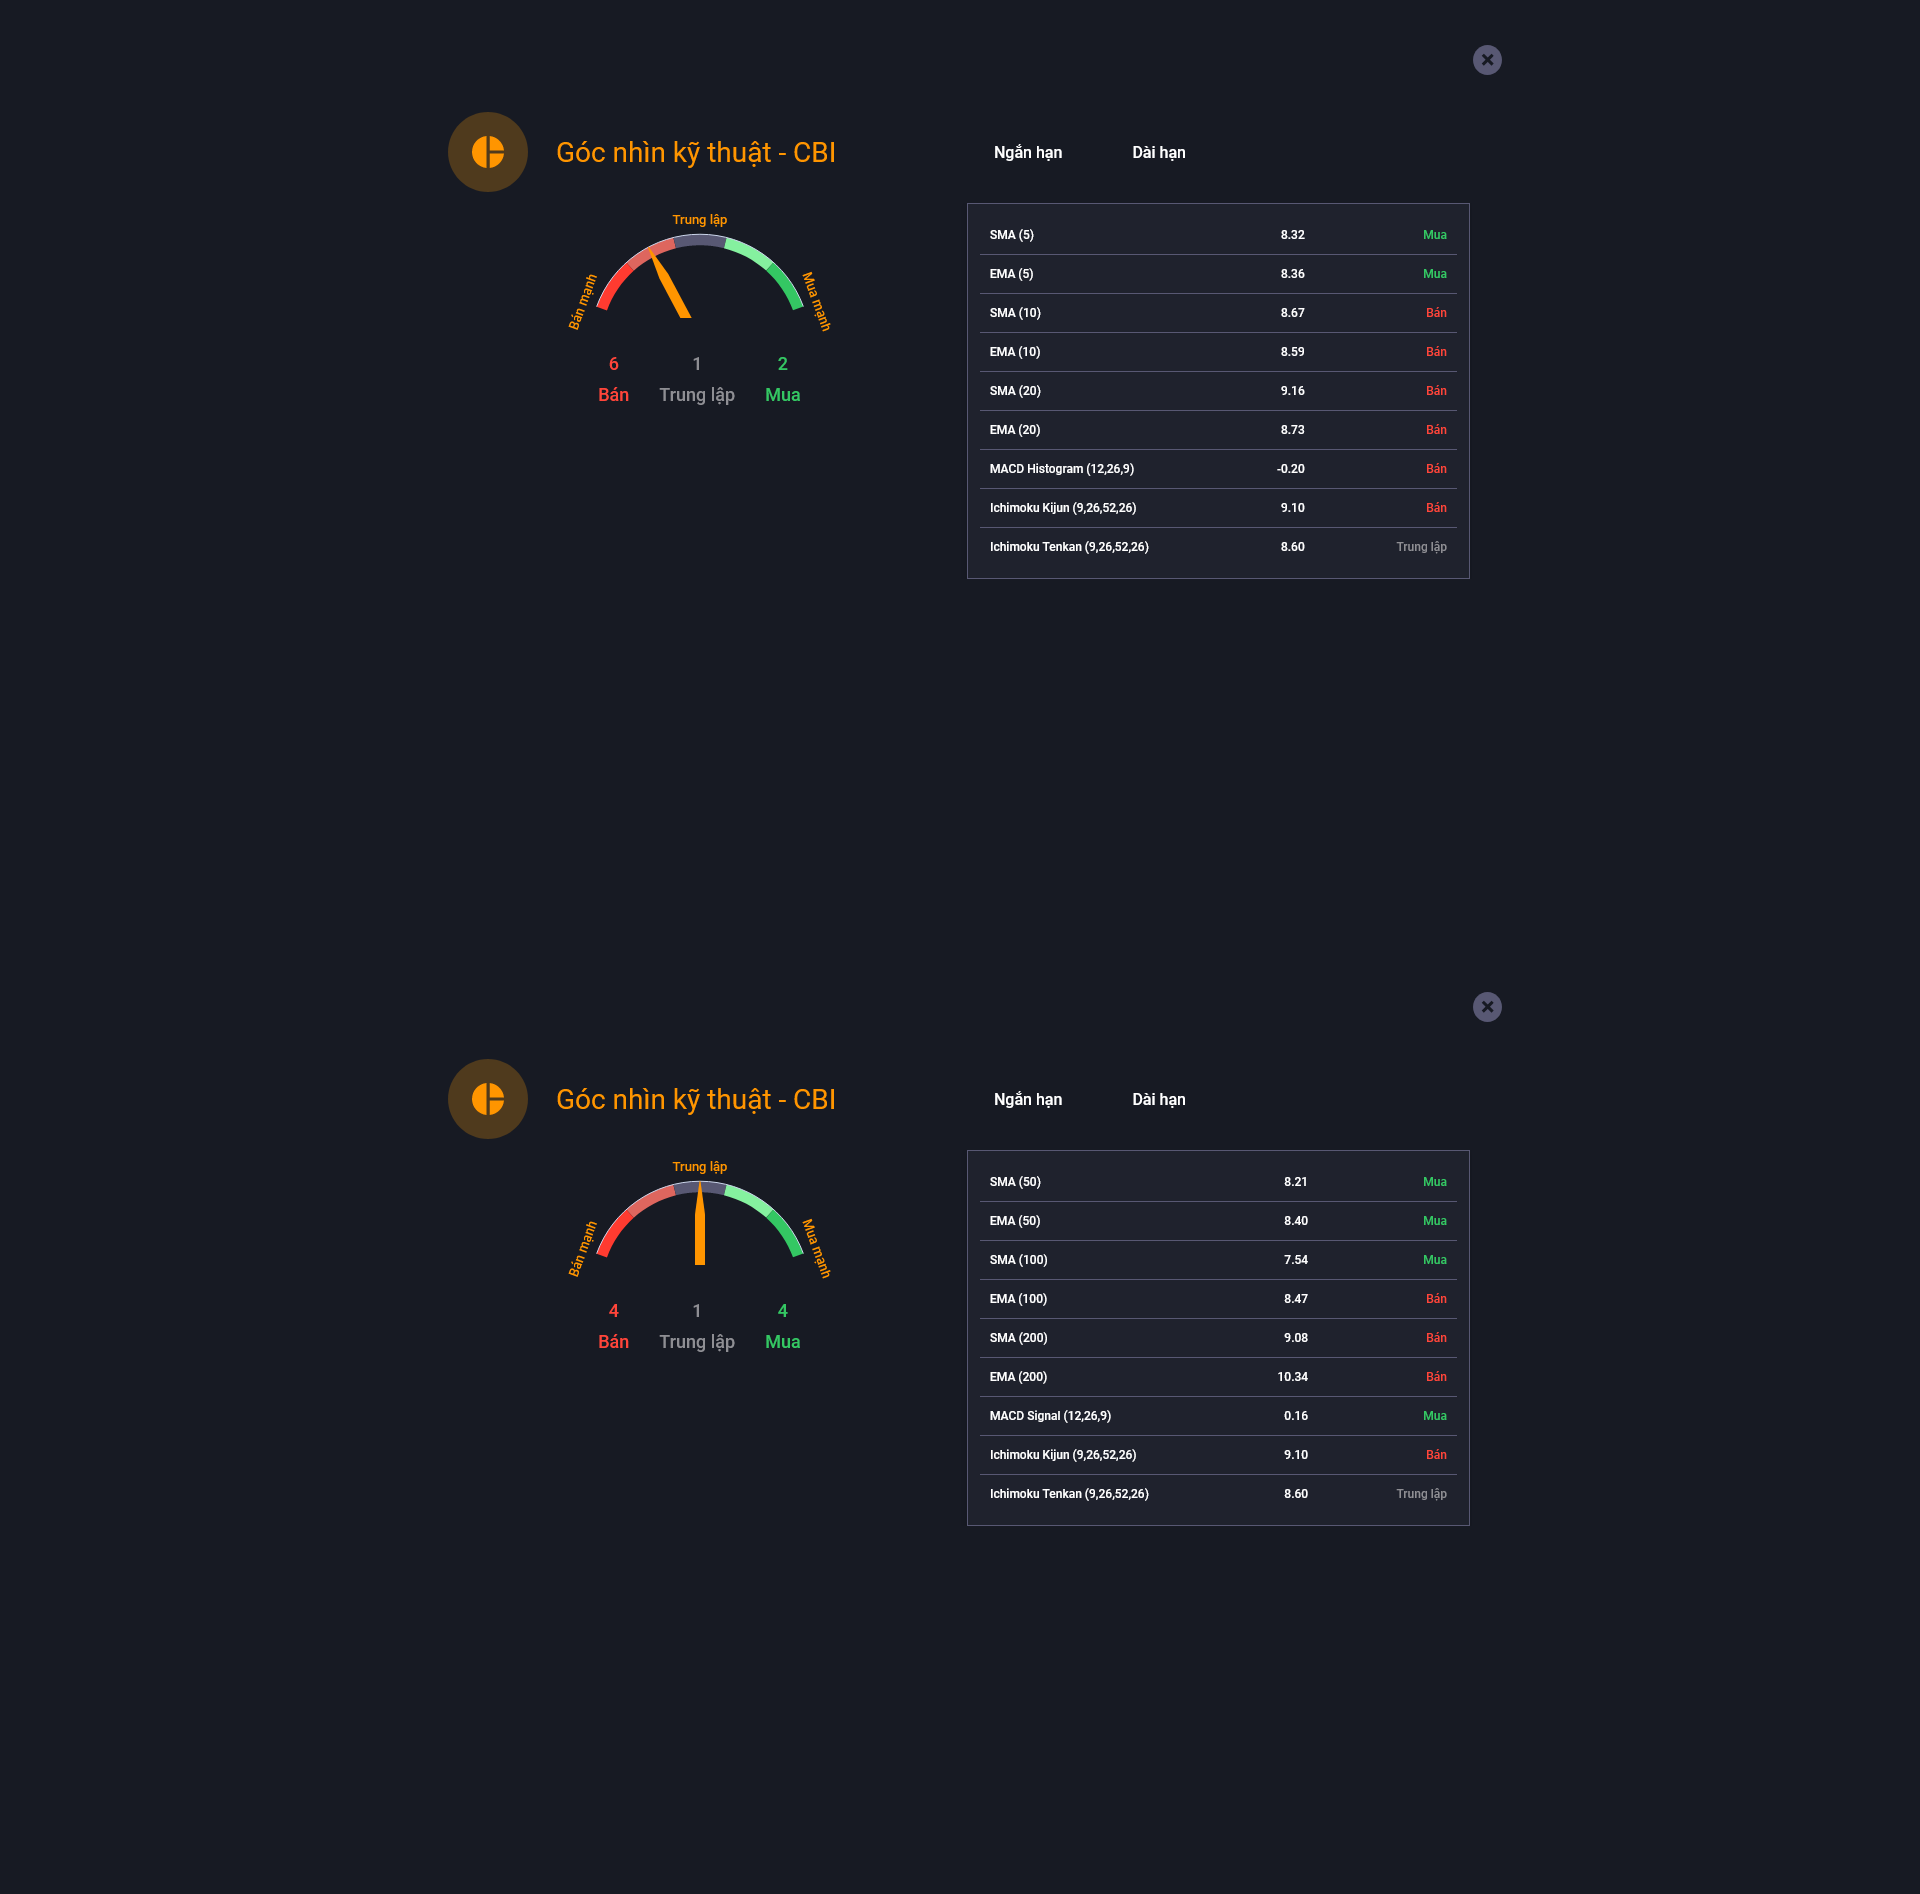 Góc nhìn kỹ thuật - CBI
Ngắn hạn Dài hạn
Trung lập
Bán mạnh
Mua mạnh
6 1 2
Bán Trung lập Mua
SMA (5) 8.32 Mua
EMA (5) 8.36 Mua
SMA (10) 8.67 Bán
EMA (10) 8.59 Bán
SMA (20) 9.16 Bán
EMA (20) 8.73 Bán
MACD Histogram (12,26,9) -0.20 Bán
Ichimoku Kijun (9,26,52,26) 9.10 Bán
Ichimoku Tenkan (9,26,52,26) 8.60 Trung lập
Góc nhìn kỹ thuật - CBI
Ngắn hạn Dài hạn
Trung lập
Bán mạnh
Mua mạnh
4 1 4
Bán Trung lập Mua
SMA (50) 8.21 Mua
EMA (50) 8.40 Mua
SMA (100) 7.54 Mua
EMA (100) 8.47 Bán
SMA (200) 9.08 Bán
EMA (200) 10.34 Bán
MACD Signal (12,26,9) 0.16 Mua
Ichimoku Kijun (9,26,52,26) 9.10 Bán
Ichimoku Tenkan (9,26,52,26) 8.60 Trung lập